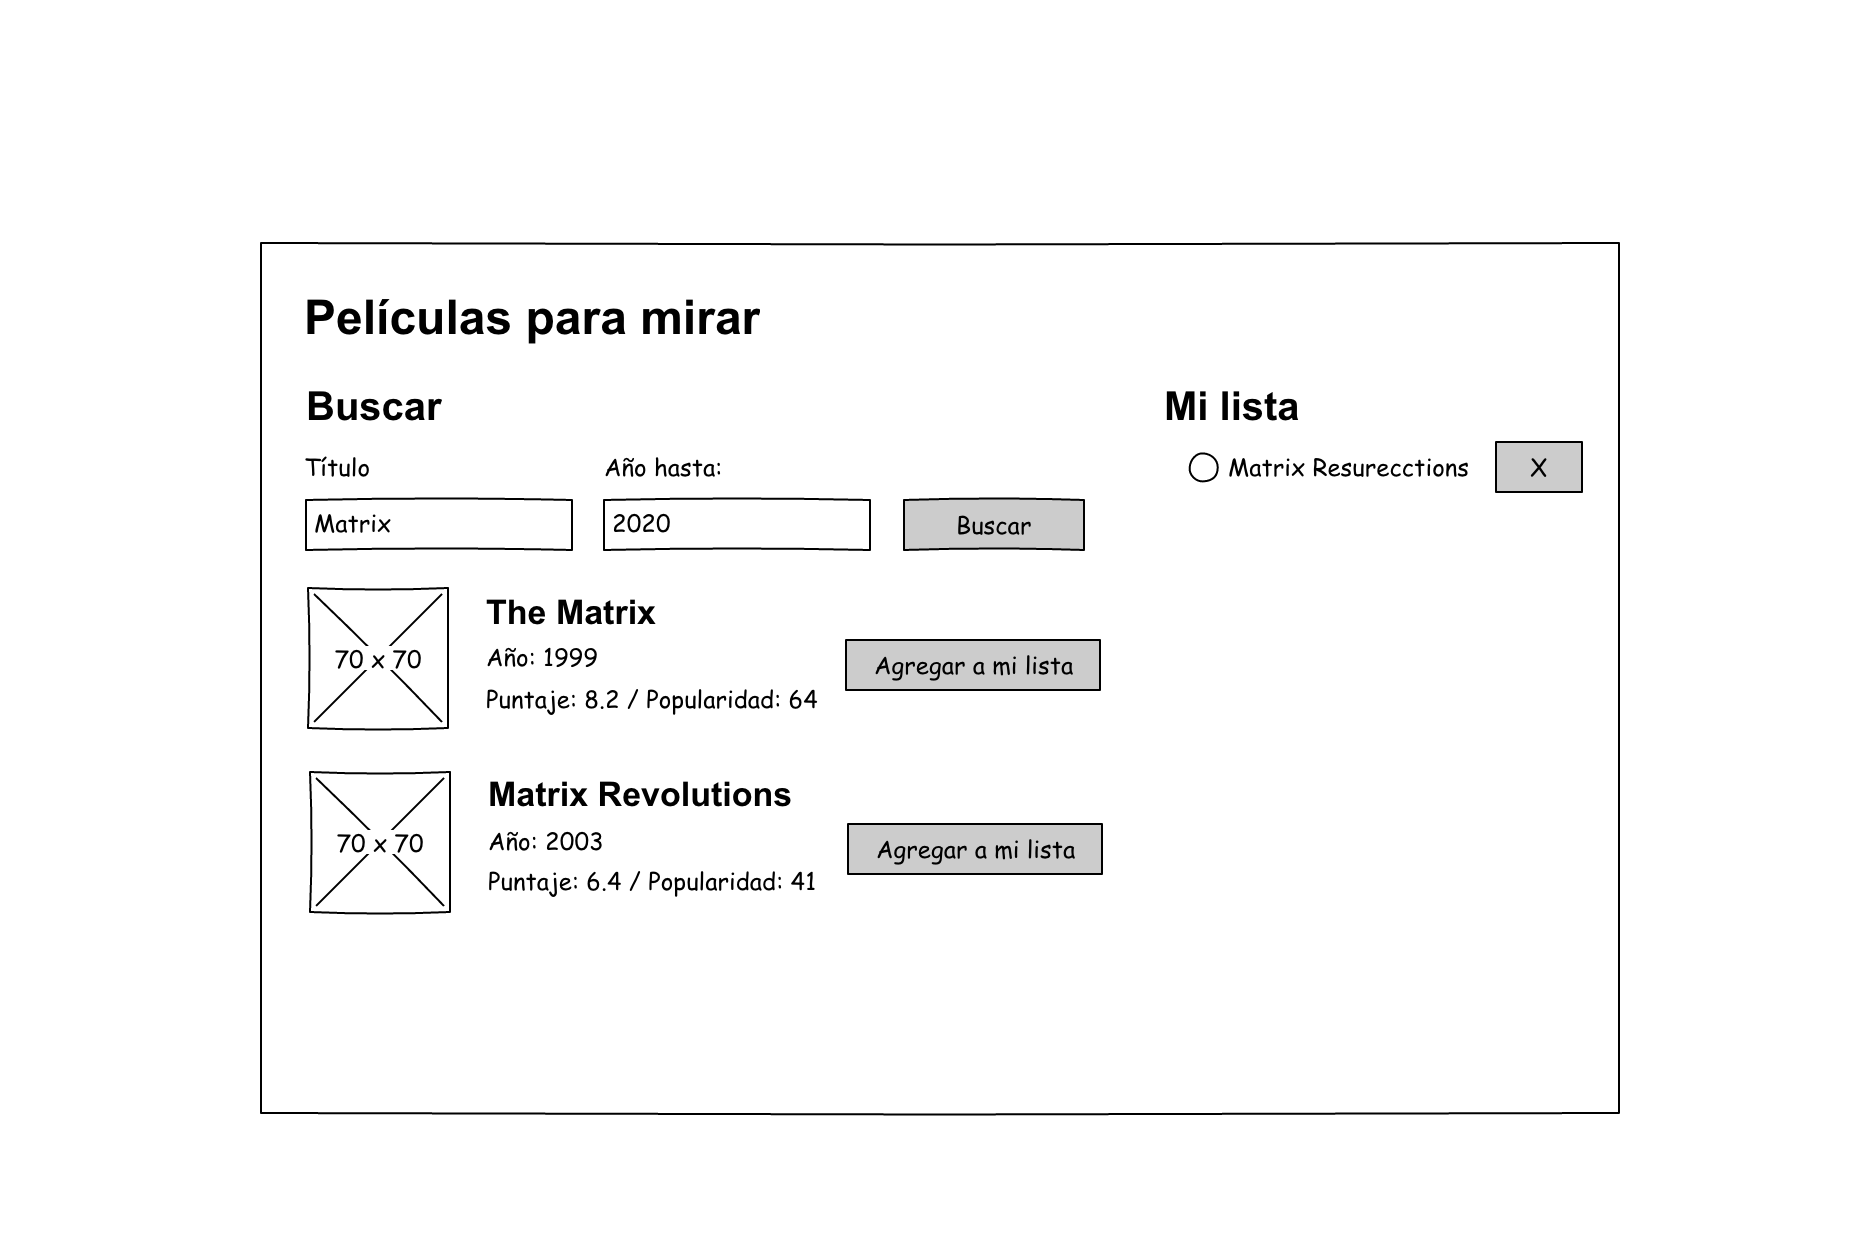 Películas para mirar
Buscar
Título
Año hasta:
Matrix
2020
Buscar
70 x 70
The Matrix
Año: 1999
Puntaje: 8.2 / Popularidad: 64
Agregar a mi lista
70 x 70
Matrix Revolutions
Año: 2003
Puntaje: 6.4 / Popularidad: 41
Agregar a mi lista
Mi lista
Matrix Resurecctions
X